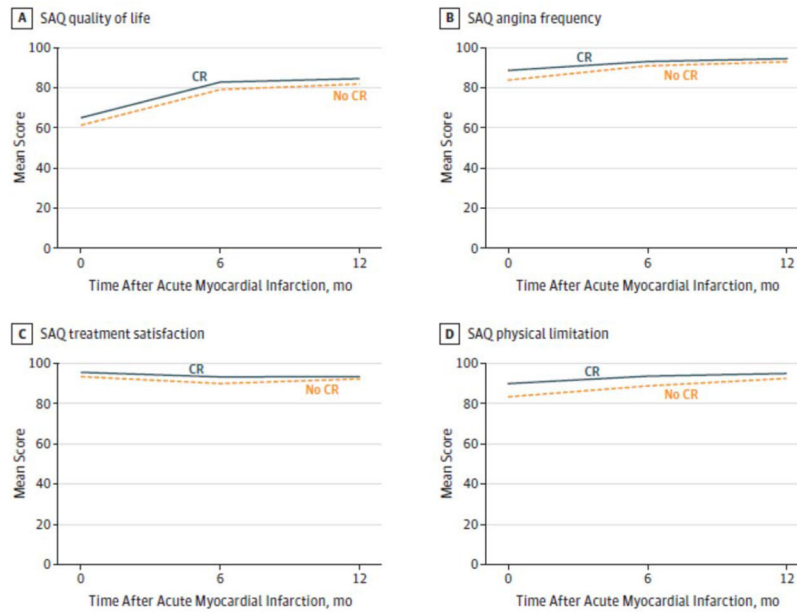 A SAQ quality of life
100
80
60
40
20
0
Mean Score
CR
No CR
0 6 12
Time After Acute Myocardial Infarction, mo
B SAQ angina frequency
100
80
60
40
20
0
Mean Score
CR
No CR
0 6 12
Time After Acute Myocardial Infarction, mo
C SAQ treatment satisfaction
100
80
60
40
20
0
Mean Score
CR
No CR
0 6 12
Time After Acute Myocardial Infarction, mo
D SAQ physical limitation
100
80
60
40
20
0
Mean Score
CR
No CR
0 6 12
Time After Acute Myocardial Infarction, mo